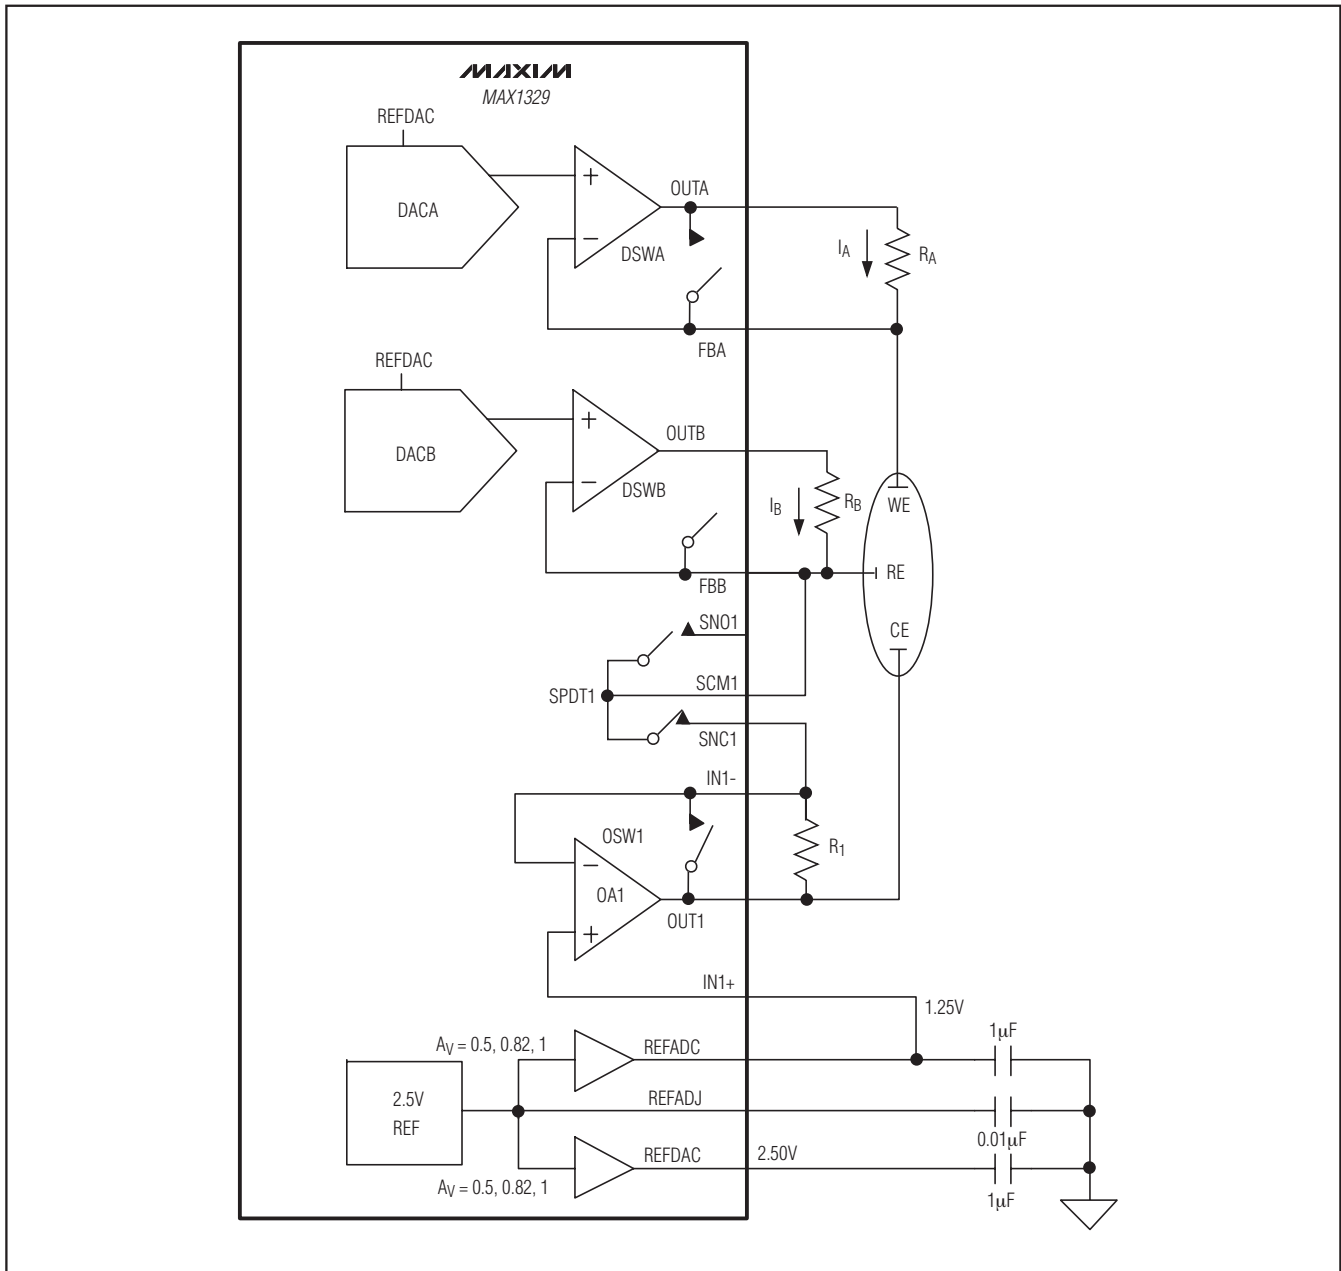 MAXIM
MAX1329
REFDAC
DACA
+
−
DSWA
OUTA
IA
RA
FBA
REFDAC
DACB
+
−
DSWB
OUTB
IB
RB
WE
RE
CE
FBB
SNO1
SPDT1
SCM1
SNC1
IN1-
OSW1
R1
−
OA1
+
OUT1
IN1+
1.25V
1µF
AV = 0.5, 0.82, 1
REFADC
2.5V
REF
REFADJ
0.01µF
REFDAC
2.50V
AV = 0.5, 0.82, 1
1µF